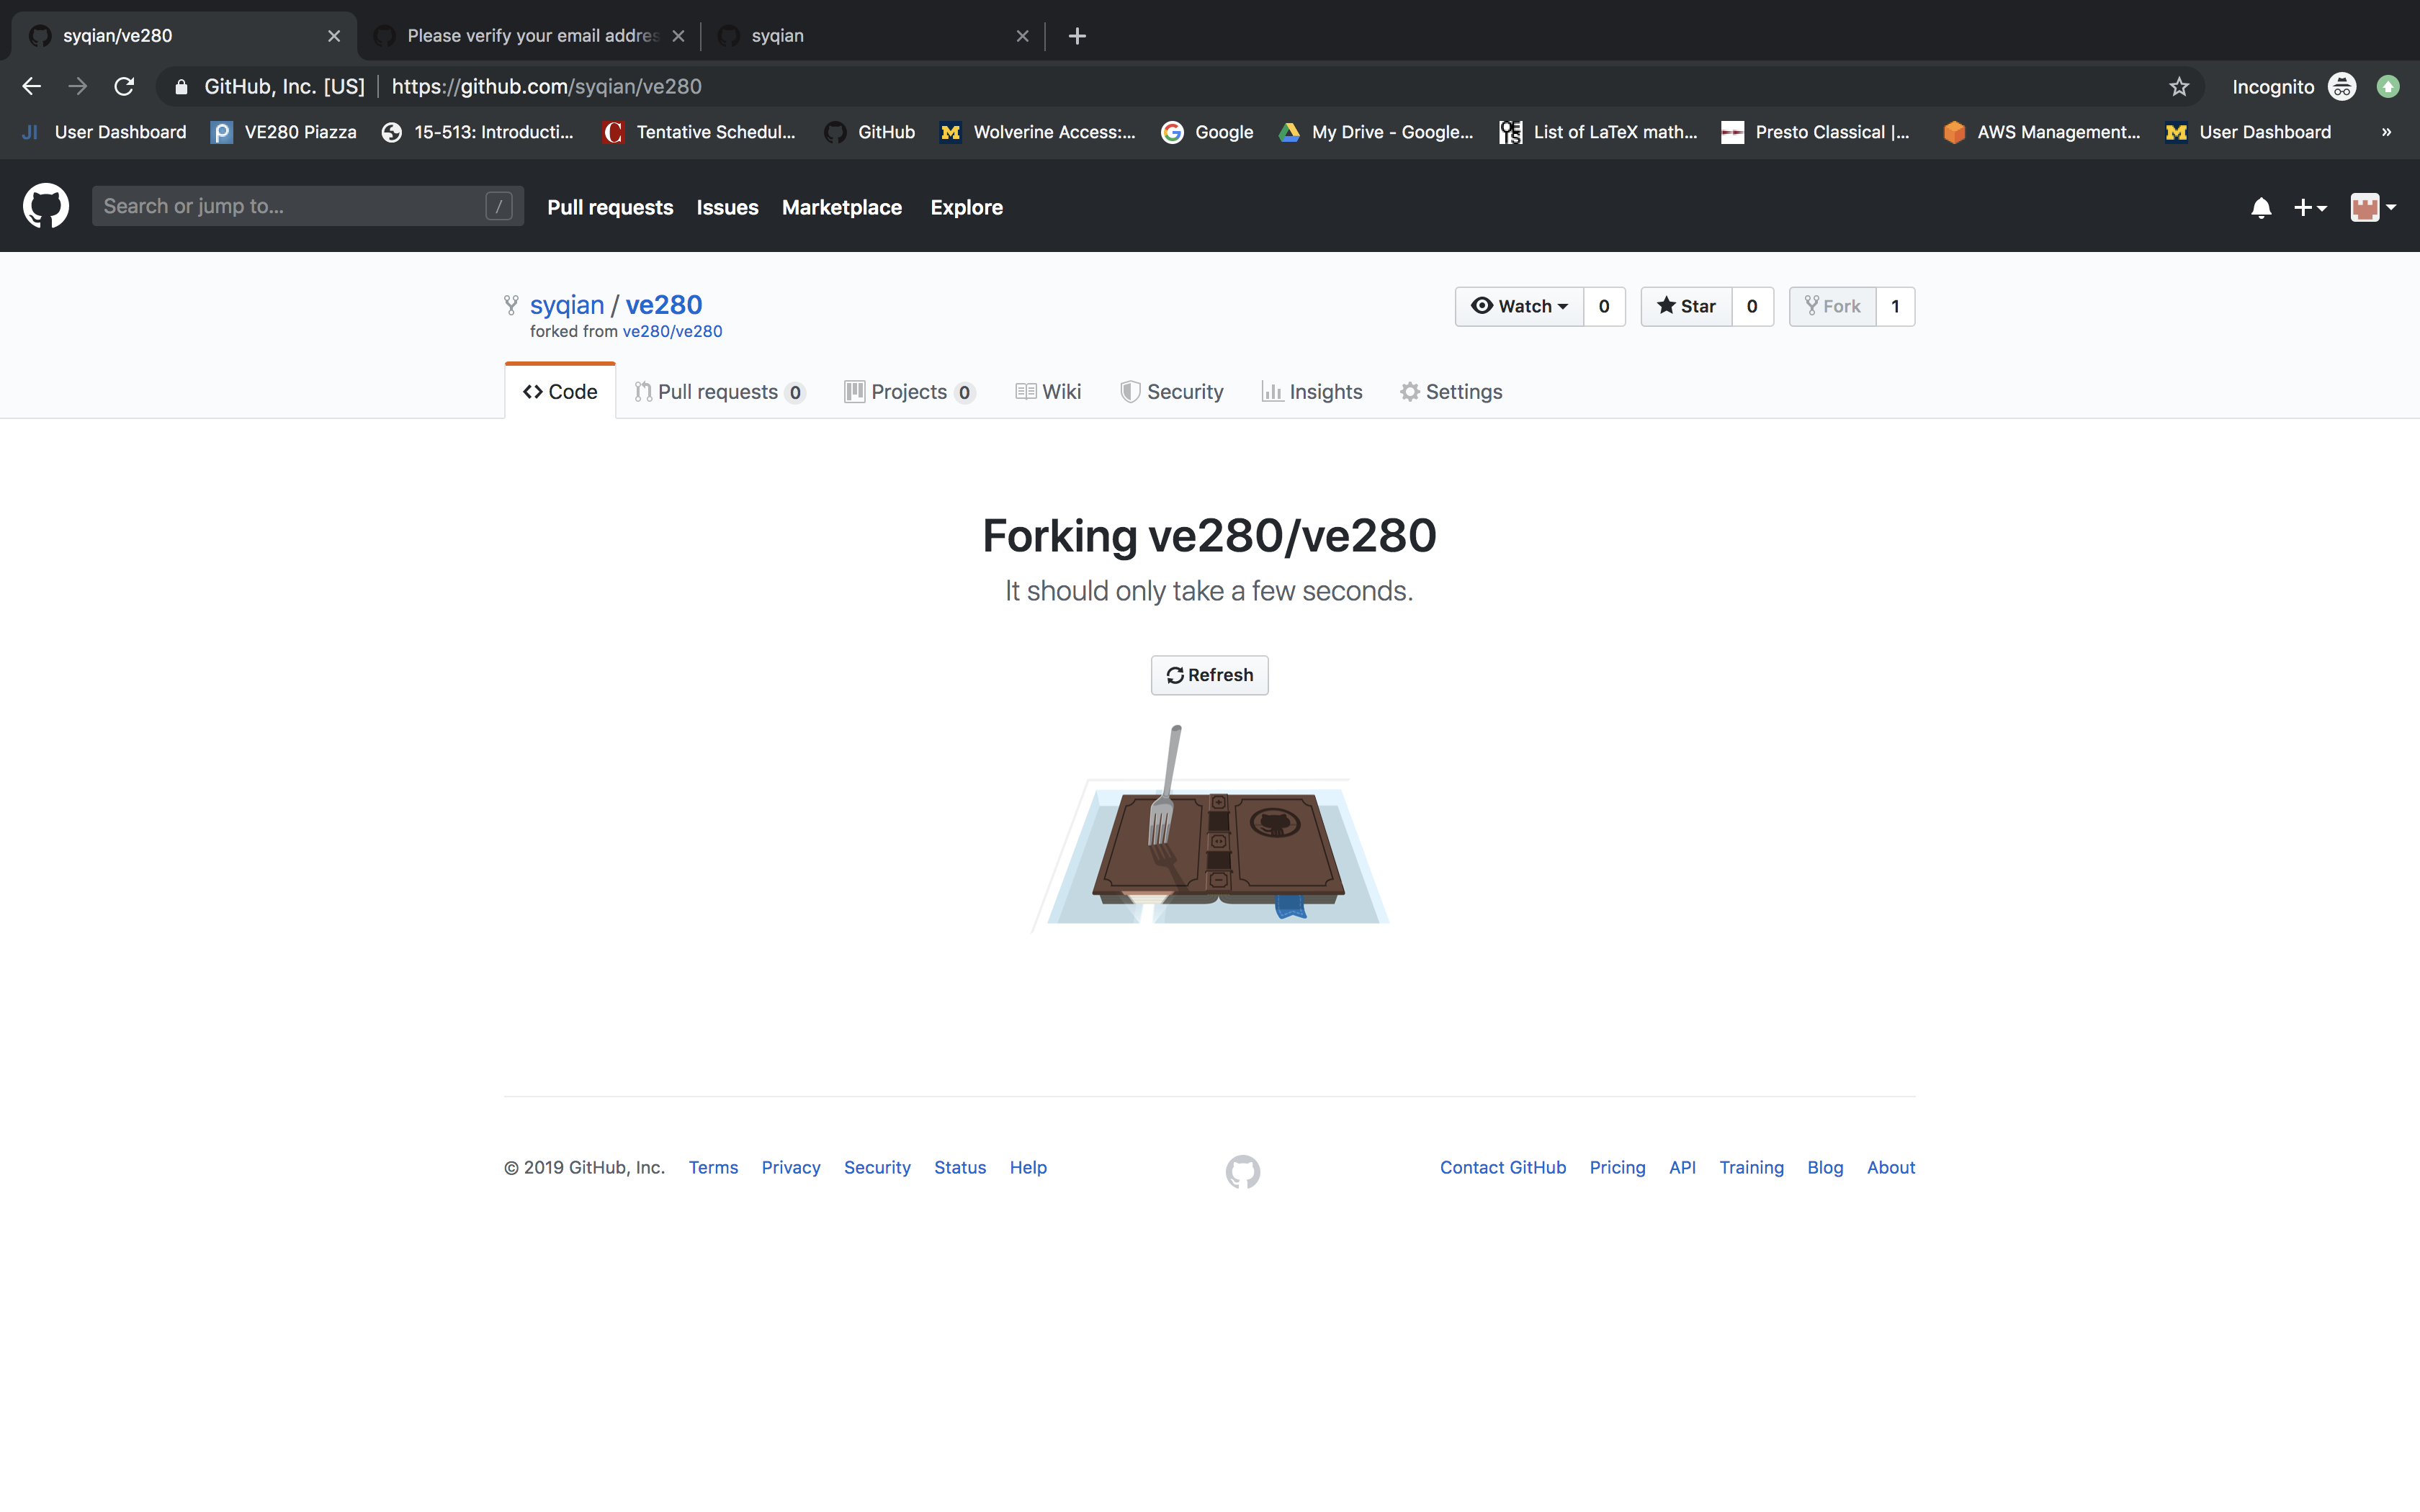 syqian/ve280
Please verify your email addres
syqian
GitHub, Inc. [US] https://github.com/syqian/ve280 Incognito
JI User Dashboard VE280 Piazza 15-513: Introducti... Tentative Schedul... GitHub Wolverine Access:... Google My Drive - Google... List of LaTeX math... Presto Classical |... AWS Management... User Dashboard »
Search or jump to... / Pull requests Issues Marketplace Explore
syqian / ve280 Watch 0 Star 0 Fork 1
forked from ve280/ve280
Code Pull requests 0 Projects 0 Wiki Security Insights Settings
Forking ve280/ve280
It should only take a few seconds.
Refresh
© 2019 GitHub, Inc. Terms Privacy Security Status Help Contact GitHub Pricing API Training Blog About